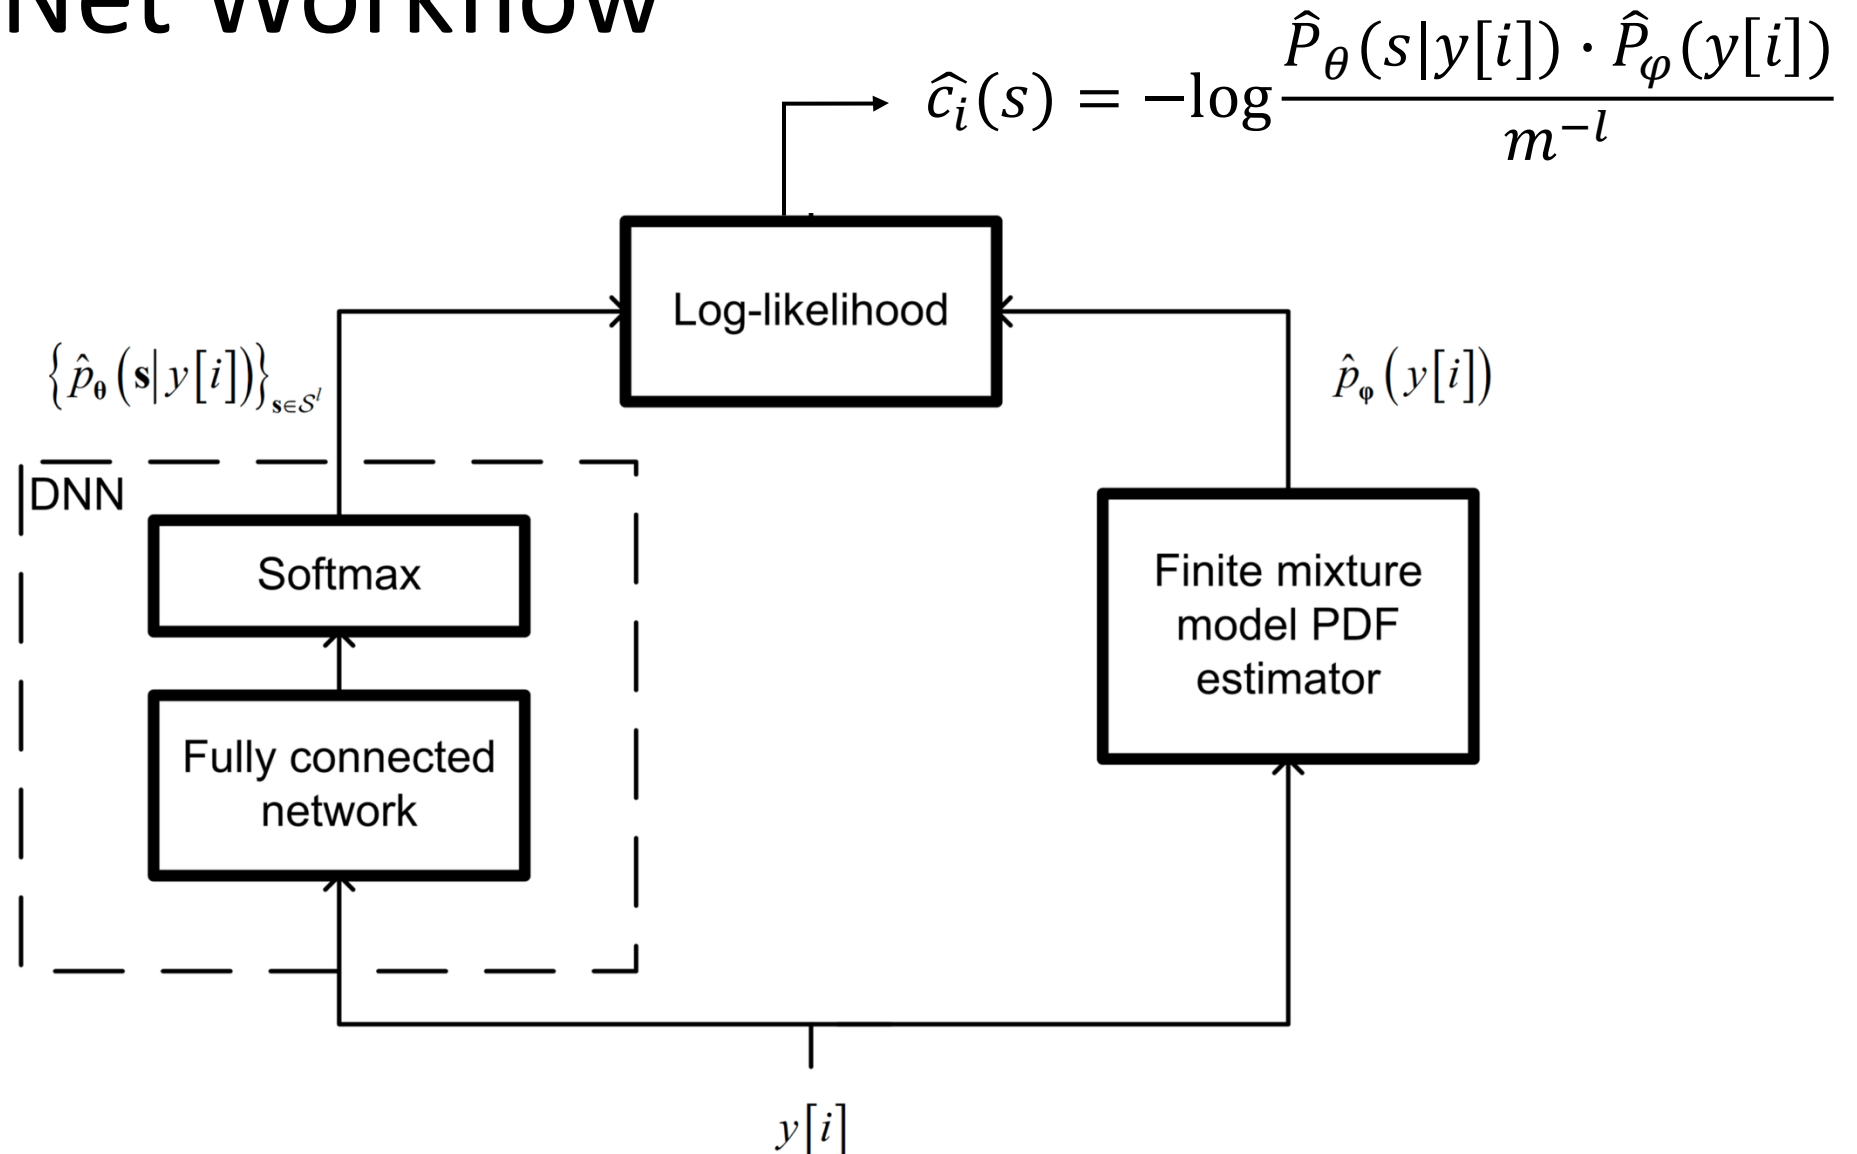 Net Workflow
ĉᵢ(s) = −log P̂_θ(s|y[i]) · P̂_φ(y[i]) / m^{−l}
Log-likelihood
{p̂_θ(s|y[i])}_{s∈𝒮^l}
p̂_φ(y[i])
DNN
Softmax
Finite mixture
model PDF
estimator
Fully connected
network
y[i]